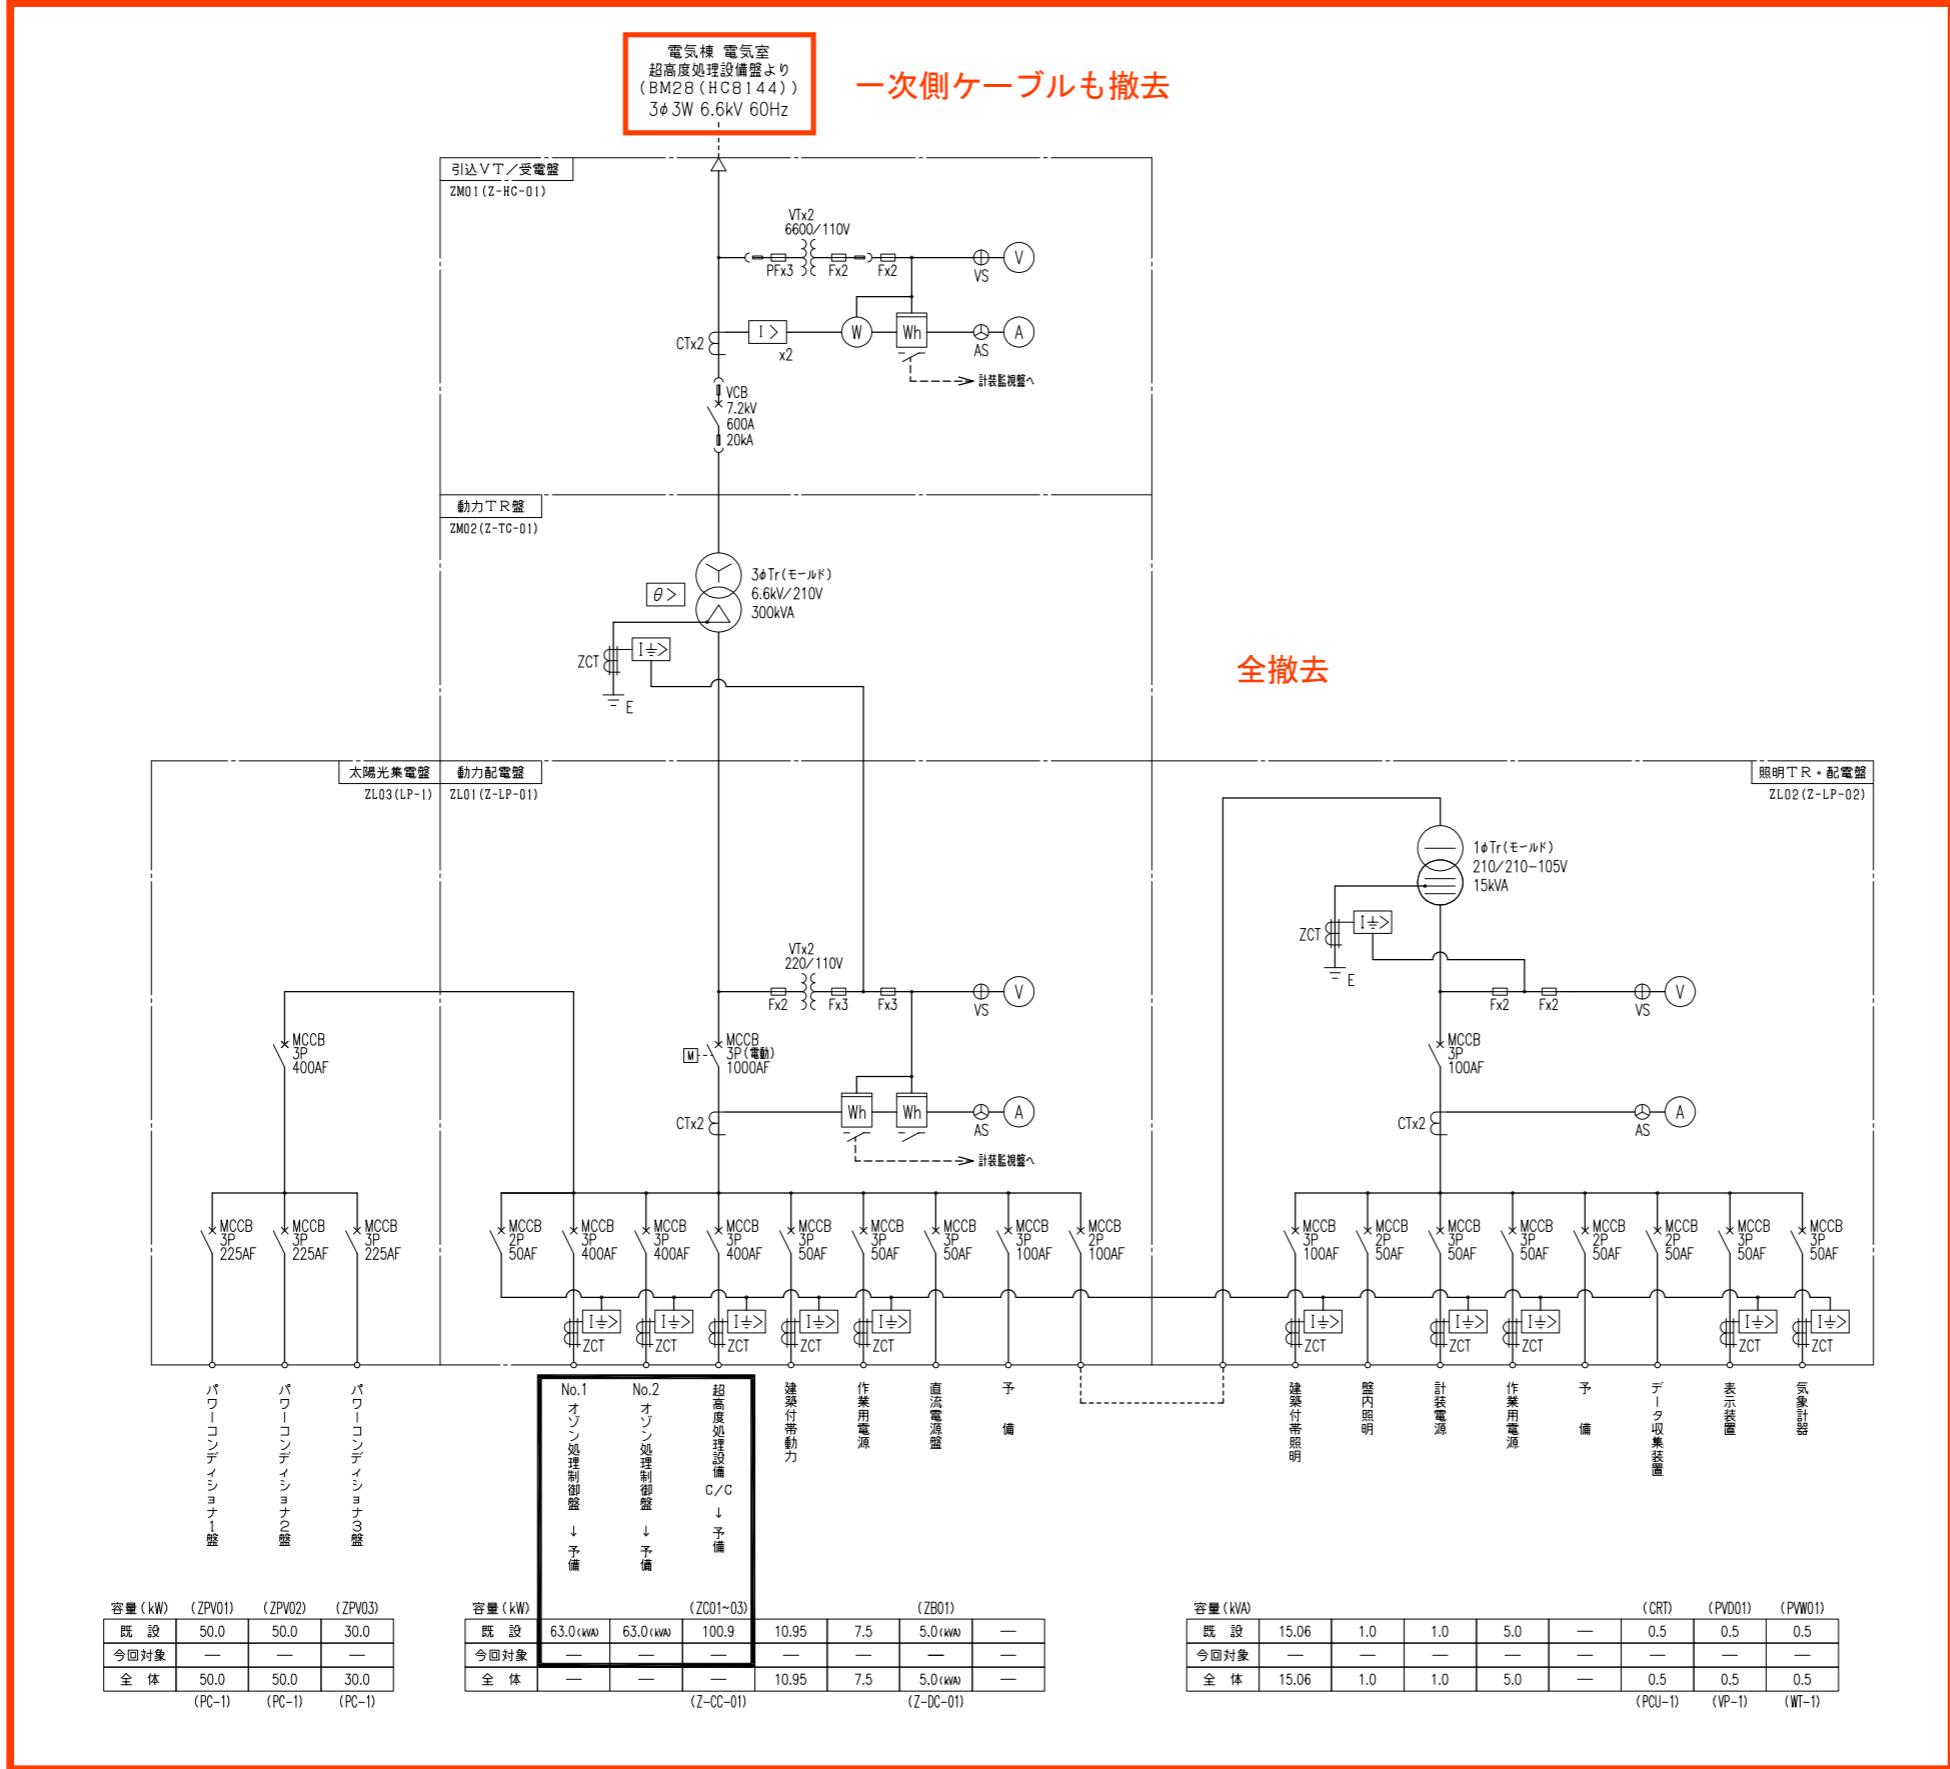 電気棟 電気室
超高度処理設備盤より
(BM28(HC8144))
3φ3W 6.6kV 60Hz
一次側ケーブルも撤去
引込VT/受電盤
ZM01(Z-HC-01)
VTx2
6600/110V
PFx3
Fx2
Fx2
VS
V
CTx2
I>
x2
W
Wh
AS
A
計装監視盤へ
VCB
7.2kV
600A
20kA
動力TR盤
ZM02(Z-TC-01)
θ>
3φTr(モールド)
6.6kV/210V
300kVA
ZCT
I⏚>
E
全撤去
太陽光集電盤
ZL03(LP-1)
動力配電盤
ZL01(Z-LP-01)
照明TR・配電盤
ZL02(Z-LP-02)
1φTr(モールド)
210/210-105V
15kVA
ZCT
I⏚>
E
VTx2
220/110V
Fx2
Fx3
Fx3
VS
V
Fx2
Fx2
VS
V
MCCB
3P
400AF
M
MCCB
3P(電動)
1000AF
MCCB
3P
100AF
CTx2
Wh
Wh
AS
A
計装監視盤へ
CTx2
AS
A
MCCB
3P
225AF
MCCB
3P
225AF
MCCB
3P
225AF
MCCB
2P
50AF
MCCB
3P
400AF
MCCB
3P
400AF
MCCB
3P
400AF
MCCB
3P
50AF
MCCB
3P
50AF
MCCB
3P
50AF
MCCB
3P
100AF
MCCB
2P
100AF
MCCB
3P
100AF
MCCB
2P
50AF
MCCB
3P
50AF
MCCB
3P
50AF
MCCB
2P
50AF
MCCB
2P
50AF
MCCB
3P
50AF
MCCB
3P
50AF
I⏚> I⏚> I⏚> I⏚> I⏚> I⏚> I⏚> I⏚> I⏚> I⏚>
ZCT ZCT ZCT ZCT ZCT ZCT ZCT ZCT ZCT ZCT
パワーコンディショナ1盤
パワーコンディショナ2盤
パワーコンディショナ3盤
No.1 オゾン処理制御盤 → 予備
No.2 オゾン処理制御盤 → 予備
超高度処理設備 C/C → 予備
建築付帯動力
作業用電源
直流電源盤
予 備
建築付帯照明
盤内照明
計装電源
作業用電源
予 備
データ収集装置
表示装置
気象計器
容量(kW) (ZPV01) (ZPV02) (ZPV03)
既 設 50.0 50.0 30.0
今回対象 — — —
全 体 50.0 50.0 30.0
(PC-1) (PC-1) (PC-1)
容量(kW) (ZC01~03) (ZB01)
既 設 63.0(kVA) 63.0(kVA) 100.9 10.95 7.5 5.0(kVA) —
今回対象 — — — — — — —
全 体 — — — 10.95 7.5 5.0(kVA) —
(Z-CC-01) (Z-DC-01)
容量(kVA) (CRT) (PVD01) (PVW01)
既 設 15.06 1.0 1.0 5.0 — 0.5 0.5 0.5
今回対象 — — — — — — — —
全 体 15.06 1.0 1.0 5.0 — 0.5 0.5 0.5
(PCU-1) (VP-1) (WT-1)